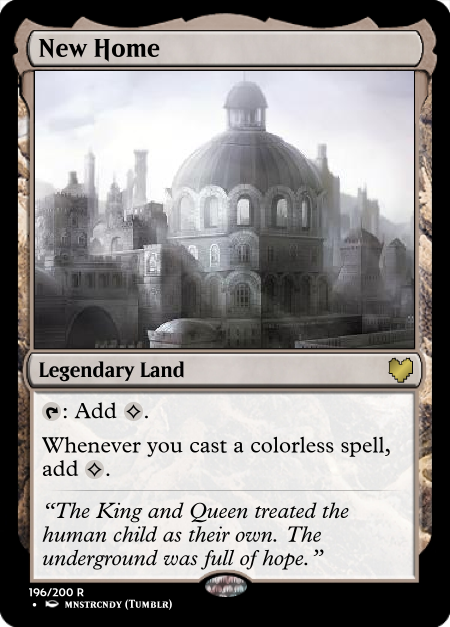 New Home
Legendary Land
: Add .
Whenever you cast a colorless spell,
add .
“The King and Queen treated the
human child as their own. The
underground was full of hope.”
196/200 R
• MNSTRCNDY (TUMBLR)